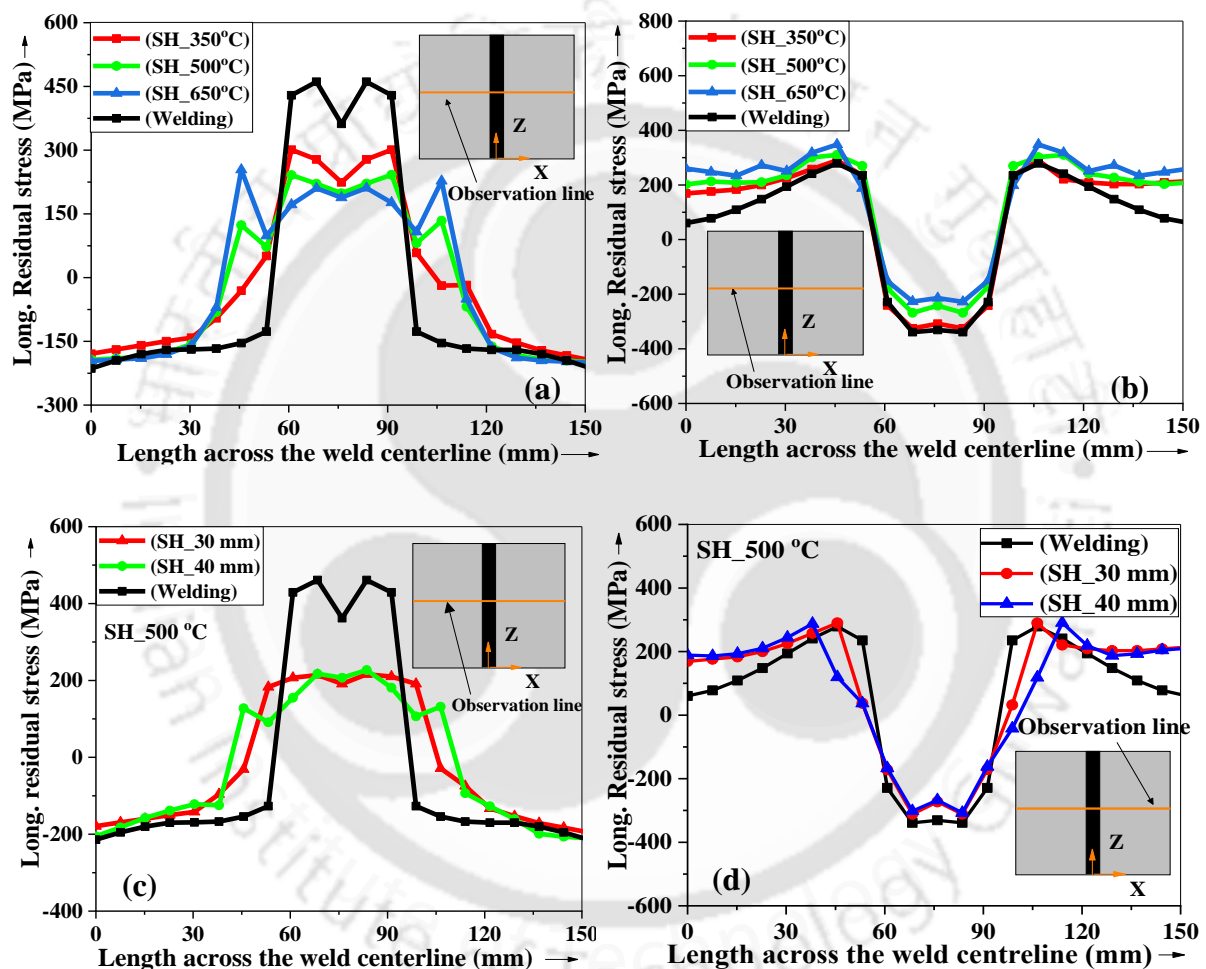 600
450
300
150
0
-150
-300
Long. Residual stress (MPa)
(SH_350°C)
(SH_500°C)
(SH_650°C)
(Welding)
Z
X
Observation line
(a)
0 30 60 90 120 150
Length across the weld centerline (mm)
800
600
400
200
0
-200
-400
-600
Long. Residual stress (MPa)
(SH_350°C)
(SH_500°C)
(SH_650°C)
(Welding)
Z
X
Observation line
(b)
0 30 60 90 120 150
Length across the weld centerline (mm)
600
400
200
0
-200
-400
Long. residual stress (MPa)
(SH_30 mm)
(SH_40 mm)
(Welding)
SH_500 °C
Z
X
Observation line
(c)
0 30 60 90 120 150
Length across the weld centerline (mm)
600
400
200
0
-200
-400
-600
Long. Residual stress (MPa)
SH_500 °C
(Welding)
(SH_30 mm)
(SH_40 mm)
Observation line
Z
X
(d)
0 30 60 90 120 150
Length across the weld centreline (mm)